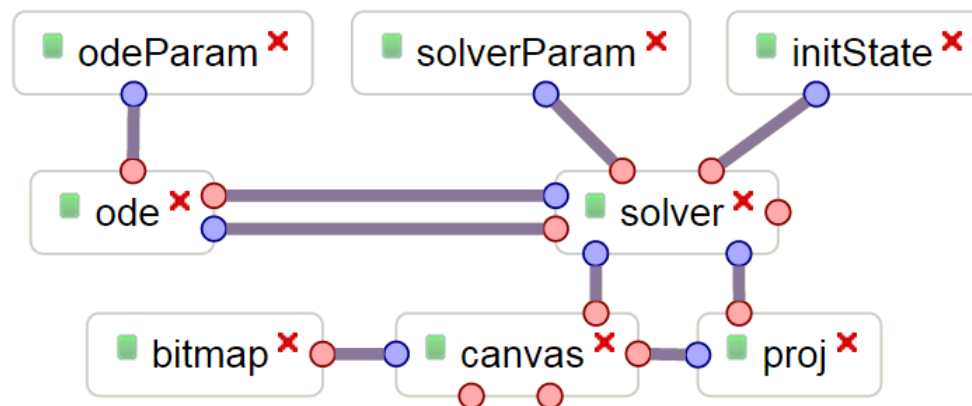 odeParam
solverParam
initState
ode
solver
bitmap
canvas
proj